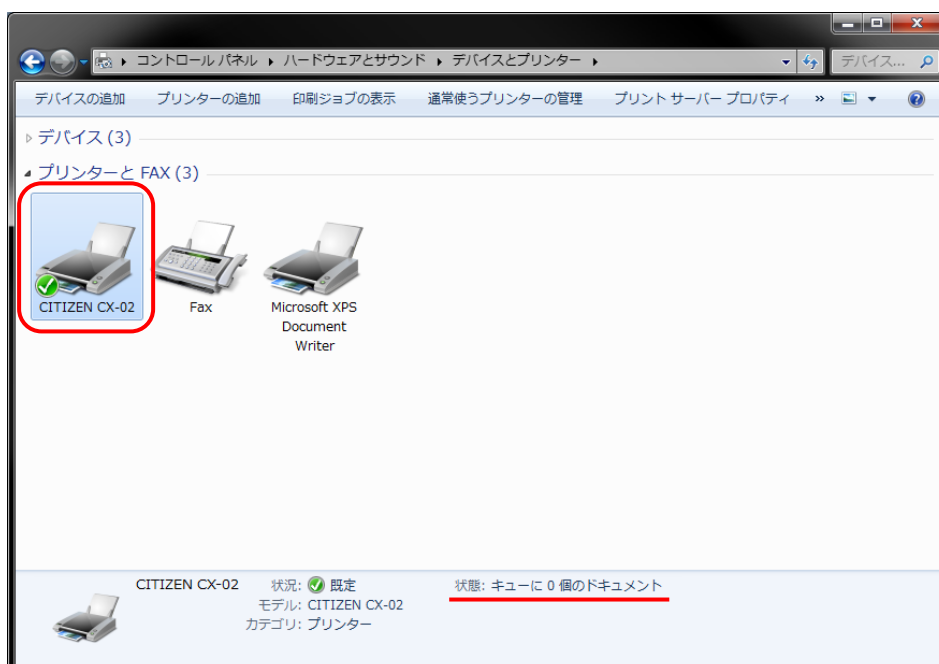 コントロール パネル ハードウェアとサウンド デバイスとプリンター デバイス...
デバイスの追加 プリンターの追加 印刷ジョブの表示 通常使うプリンターの管理 プリント サーバー プロパティ »
デバイス (3)
プリンターと FAX (3)
CITIZEN CX-02
Fax
Microsoft XPS
Document
Writer
CITIZEN CX-02 状況: 既定 状態: キューに 0 個のドキュメント
モデル: CITIZEN CX-02
カテゴリ: プリンター